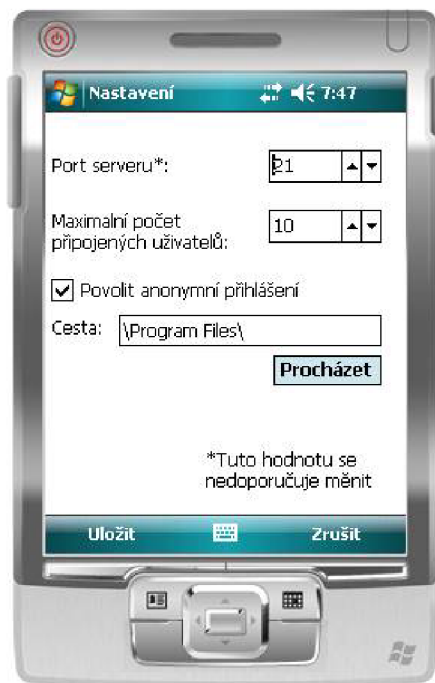 Nastavení 7:47
Port serveru*: 21
Maximalní počet
připojených uživatelů: 10
Povolit anonymní přihlášení
Cesta: \Program Files\
Procházet
*Tuto hodnotu se
nedoporučuje měnit
Uložit Zrušit